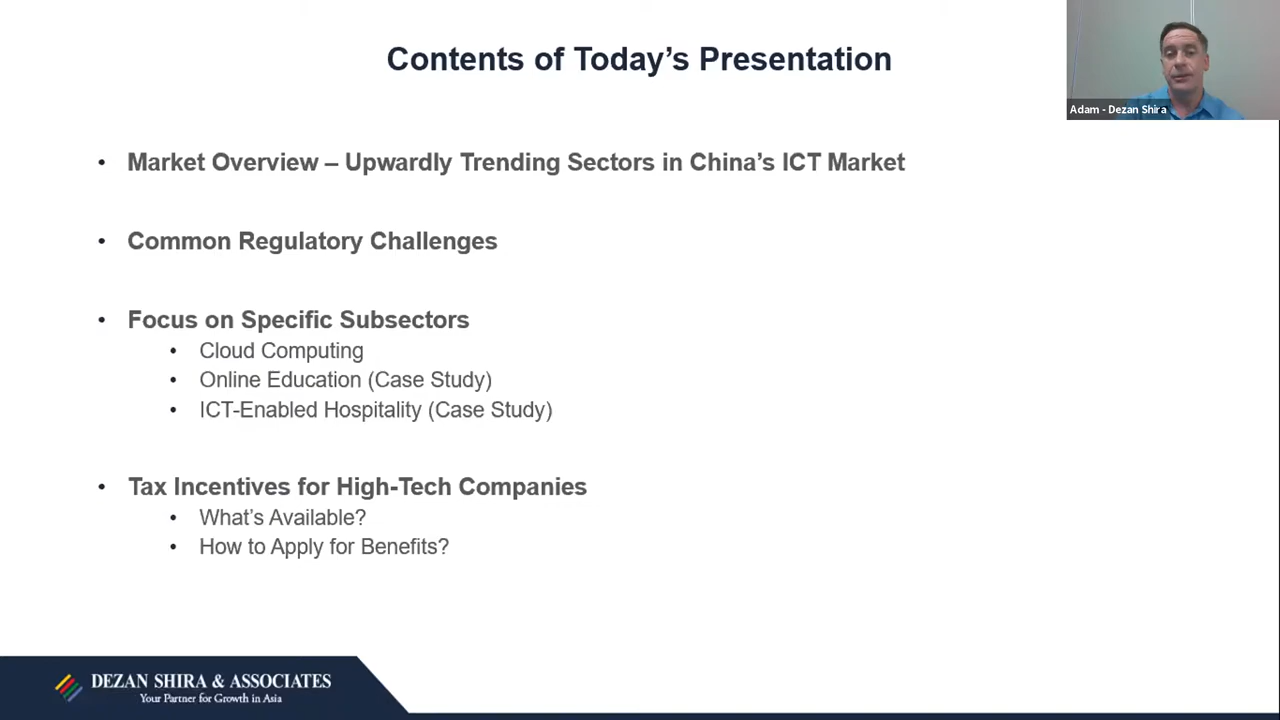 Contents of Today's Presentation
Adam - Dezan Shira
• Market Overview – Upwardly Trending Sectors in China's ICT Market
• Common Regulatory Challenges
• Focus on Specific Subsectors
• Cloud Computing
• Online Education (Case Study)
• ICT-Enabled Hospitality (Case Study)
• Tax Incentives for High-Tech Companies
• What's Available?
• How to Apply for Benefits?
DEZAN SHIRA & ASSOCIATES
Your Partner for Growth in Asia